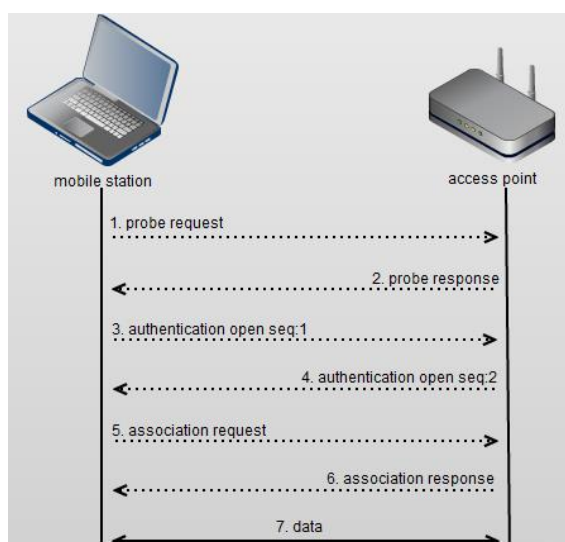 mobile station
access point
1. probe request
2. probe response
3. authentication open seq:1
4. authentication open seq:2
5. association request
6. association response
7. data